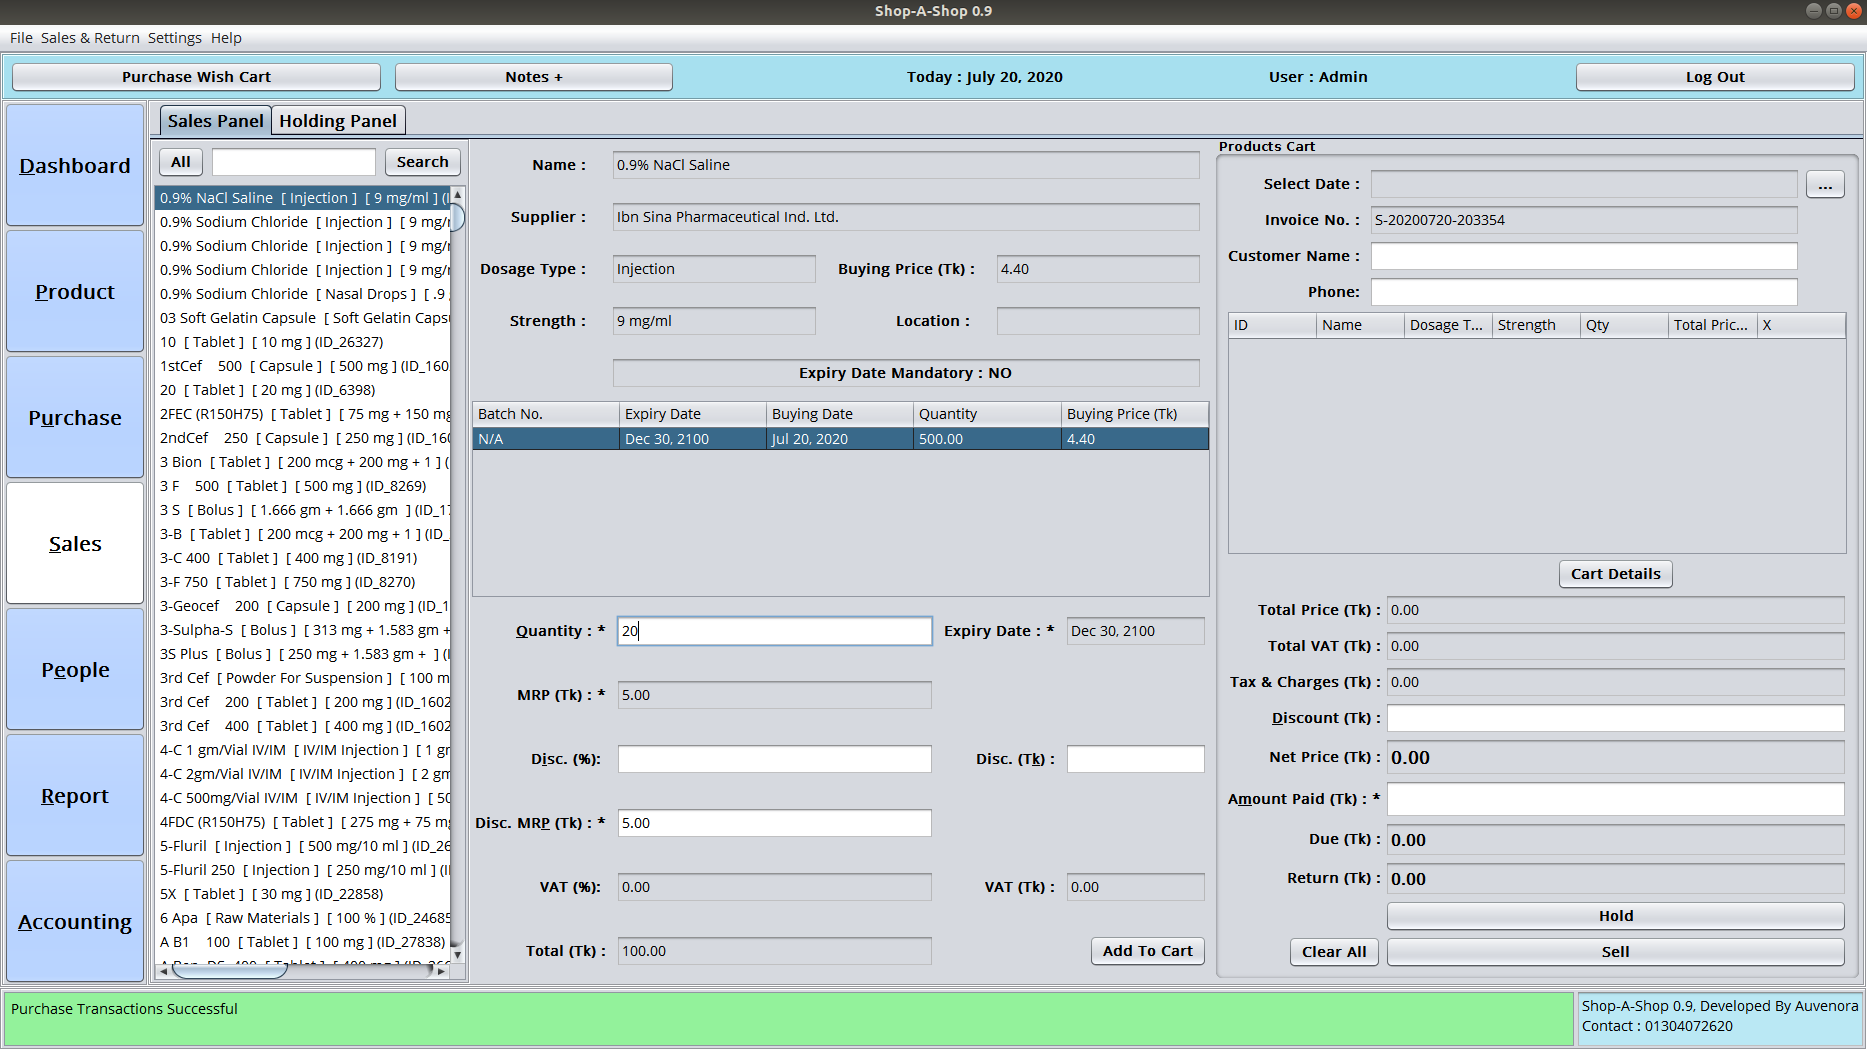 Shop-A-Shop 0.9
File Sales & Return Settings Help
Purchase Wish Cart Notes + Today : July 20, 2020 User : Admin Log Out
Dashboard
Product
Purchase
Sales
People
Report
Accounting
Sales Panel Holding Panel
All Search
0.9% NaCl Saline [ Injection ] [ 9 mg/ml ] (I
0.9% Sodium Chloride [ Injection ] [ 9 mg/
0.9% Sodium Chloride [ Injection ] [ 9 mg/
0.9% Sodium Chloride [ Injection ] [ 9 mg/
0.9% Sodium Chloride [ Nasal Drops ] [ .9
03 Soft Gelatin Capsule [ Soft Gelatin Caps
10 [ Tablet ] [ 10 mg ] (ID_26327)
1stCef 500 [ Capsule ] [ 500 mg ] (ID_160
20 [ Tablet ] [ 20 mg ] (ID_6398)
2FEC (R150H75) [ Tablet ] [ 75 mg + 150 mg
2ndCef 250 [ Capsule ] [ 250 mg ] (ID_160
3 Bion [ Tablet ] [ 200 mcg + 200 mg + 1 ] (
3 F 500 [ Tablet ] [ 500 mg ] (ID_8269)
3 S [ Bolus ] [ 1.666 gm + 1.666 gm ] (ID_17
3-B [ Tablet ] [ 200 mcg + 200 mg + 1 ] (ID_
3-C 400 [ Tablet ] [ 400 mg ] (ID_8191)
3-F 750 [ Tablet ] [ 750 mg ] (ID_8270)
3-Geocef 200 [ Capsule ] [ 200 mg ] (ID_1
3-Sulpha-S [ Bolus ] [ 313 mg + 1.583 gm +
3S Plus [ Bolus ] [ 250 mg + 1.583 gm + ] (I
3rd Cef [ Powder For Suspension ] [ 100 m
3rd Cef 200 [ Tablet ] [ 200 mg ] (ID_1602
3rd Cef 400 [ Tablet ] [ 400 mg ] (ID_1602
4-C 1 gm/Vial IV/IM [ IV/IM Injection ] [ 1 gr
4-C 2gm/Vial IV/IM [ IV/IM Injection ] [ 2 gm
4-C 500mg/Vial IV/IM [ IV/IM Injection ] [ 50
4FDC (R150H75) [ Tablet ] [ 275 mg + 75 mg
5-Fluril [ Injection ] [ 500 mg/10 ml ] (ID_26
5-Fluril 250 [ Injection ] [ 250 mg/10 ml ] (I
5X [ Tablet ] [ 30 mg ] (ID_22858)
6 Apa [ Raw Materials ] [ 100 % ] (ID_24685
A B1 100 [ Tablet ] [ 100 mg ] (ID_27838)
Name : 0.9% NaCl Saline
Supplier : Ibn Sina Pharmaceutical Ind. Ltd.
Dosage Type : Injection Buying Price (Tk) : 4.40
Strength : 9 mg/ml Location :
Expiry Date Mandatory : NO
Batch No. Expiry Date Buying Date Quantity Buying Price (Tk)
N/A Dec 30, 2100 Jul 20, 2020 500.00 4.40
Quantity : * 20 Expiry Date : * Dec 30, 2100
MRP (Tk) : * 5.00
Disc. (%): Disc. (Tk) :
Disc. MRP (Tk) : * 5.00
VAT (%): 0.00 VAT (Tk) : 0.00
Total (Tk) : 100.00 Add To Cart
Products Cart
Select Date : ...
Invoice No. : S-20200720-203354
Customer Name :
Phone:
ID Name Dosage T... Strength Qty Total Pric... X
Cart Details
Total Price (Tk) : 0.00
Total VAT (Tk) : 0.00
Tax & Charges (Tk) : 0.00
Discount (Tk) :
Net Price (Tk) : 0.00
Amount Paid (Tk) : *
Due (Tk) : 0.00
Return (Tk) : 0.00
Hold
Clear All Sell
Purchase Transactions Successful
Shop-A-Shop 0.9, Developed By Auvenora
Contact : 01304072620